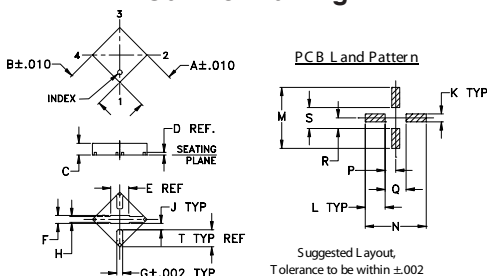 3
B±.010
4
2
A±.010
INDEX
1
D REF.
SEATING
PLANE
C
E REF
J TYP
F
T TYP REF
H
G±.002 TYP
PCB Land Pattern
K TYP
M
S
R
P
Q
L TYP
N
Suggested Layout,
Tolerance to be within ±.002